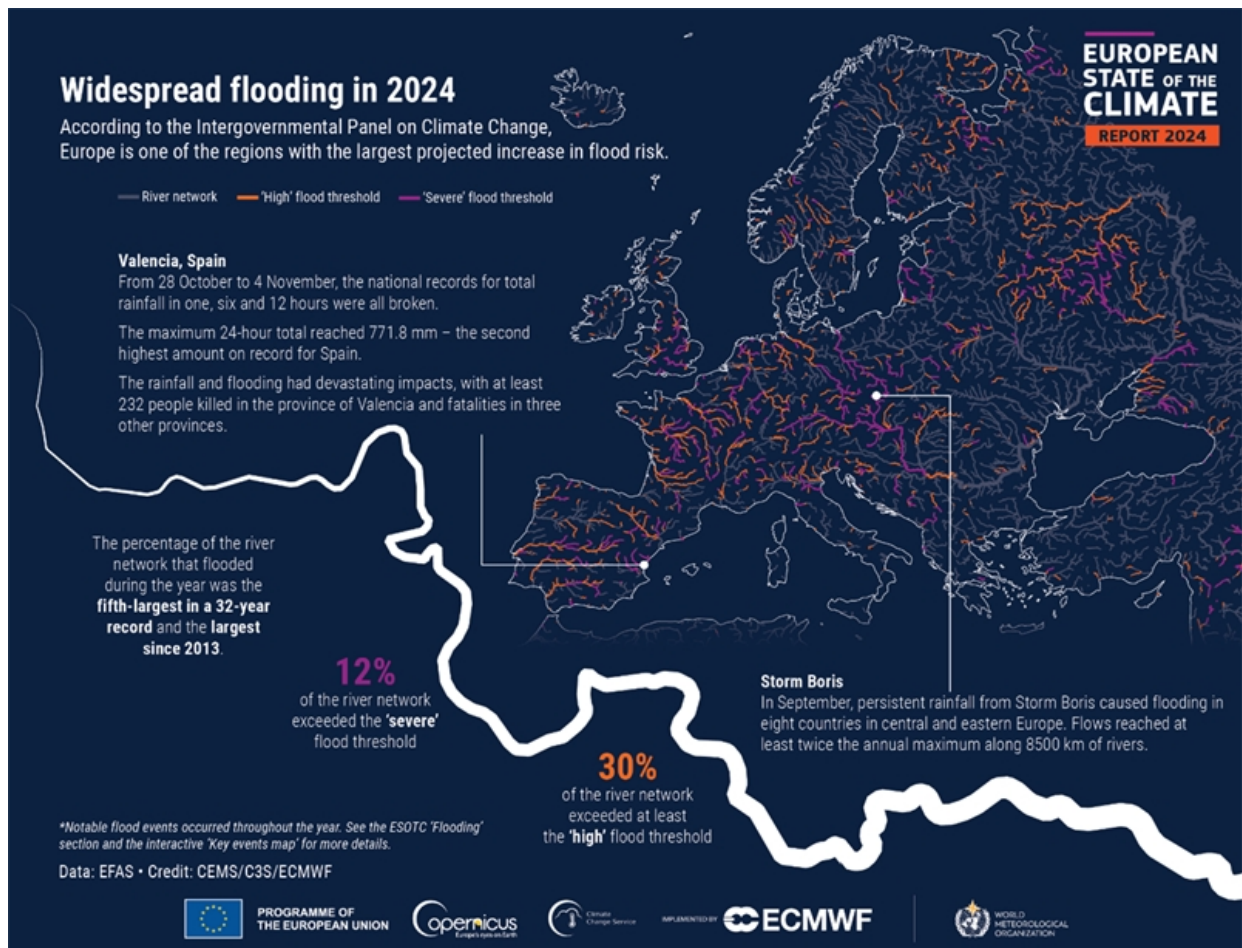 Widespread flooding in 2024
According to the Intergovernmental Panel on Climate Change,
Europe is one of the regions with the largest projected increase in flood risk.
EUROPEAN
STATE OF THE
CLIMATE
REPORT 2024
River network
'High' flood threshold
'Severe' flood threshold
Valencia, Spain
From 28 October to 4 November, the national records for total
rainfall in one, six and 12 hours were all broken.
The maximum 24-hour total reached 771.8 mm – the second
highest amount on record for Spain.
The rainfall and flooding had devastating impacts, with at least
232 people killed in the province of Valencia and fatalities in three
other provinces.
The percentage of the river
network that flooded
during the year was the
fifth-largest in a 32-year
record and the largest
since 2013.
12%
of the river network
exceeded the 'severe'
flood threshold
30%
of the river network
exceeded at least
the 'high' flood threshold
Storm Boris
In September, persistent rainfall from Storm Boris caused flooding in
eight countries in central and eastern Europe. Flows reached at
least twice the annual maximum along 8500 km of rivers.
*Notable flood events occurred throughout the year. See the ESOTC 'Flooding'
section and the interactive 'Key events map' for more details.
Data: EFAS • Credit: CEMS/C3S/ECMWF
PROGRAMME OF
THE EUROPEAN UNION
Copernicus
Europe's eyes on Earth
Climate
Change Service
IMPLEMENTED BY
ECMWF
WORLD
METEOROLOGICAL
ORGANIZATION